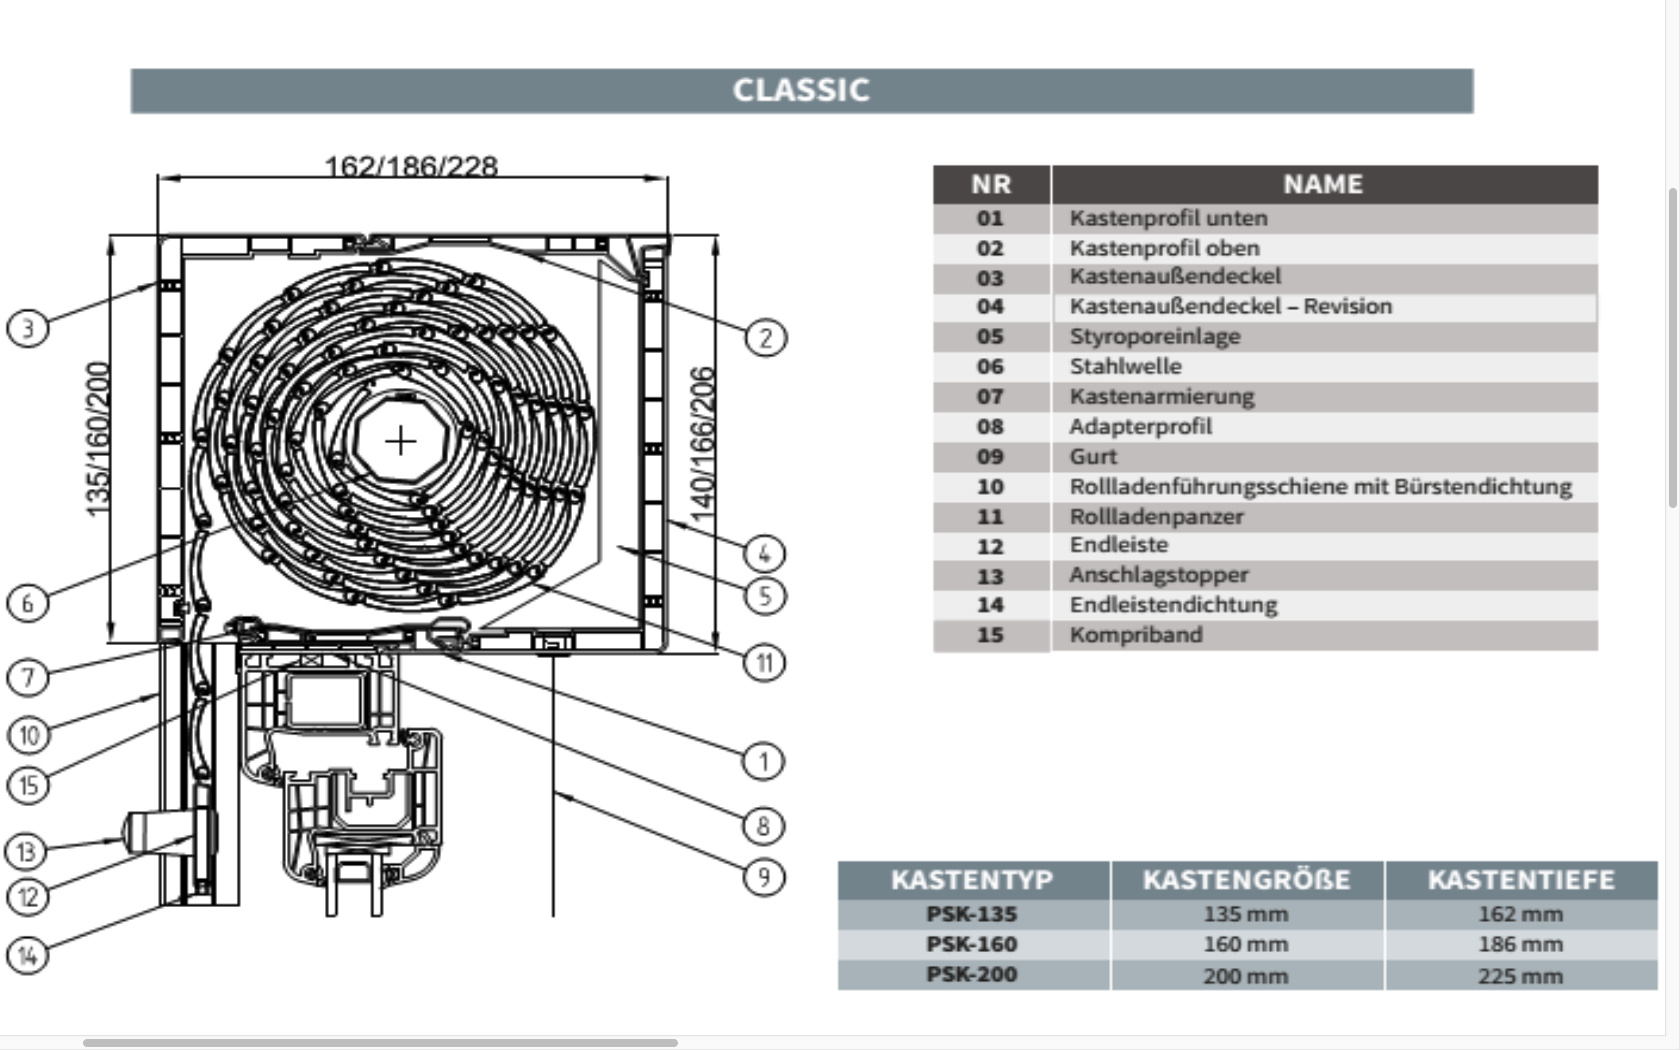 CLASSIC
162/186/228
135/160/200
140/166/206
3
2
4
5
6
11
7
10
1
15
8
13
9
12
14
NR NAME
01 Kastenprofil unten
02 Kastenprofil oben
03 Kastenaußendeckel
04 Kastenaußendeckel – Revision
05 Styroporeinlage
06 Stahlwelle
07 Kastenarmierung
08 Adapterprofil
09 Gurt
10 Rollladenführungsschiene mit Bürstendichtung
11 Rollladenpanzer
12 Endleiste
13 Anschlagstopper
14 Endleistendichtung
15 Kompriband
KASTENTYP KASTENGRÖßE KASTENTIEFE
PSK-135 135 mm 162 mm
PSK-160 160 mm 186 mm
PSK-200 200 mm 225 mm